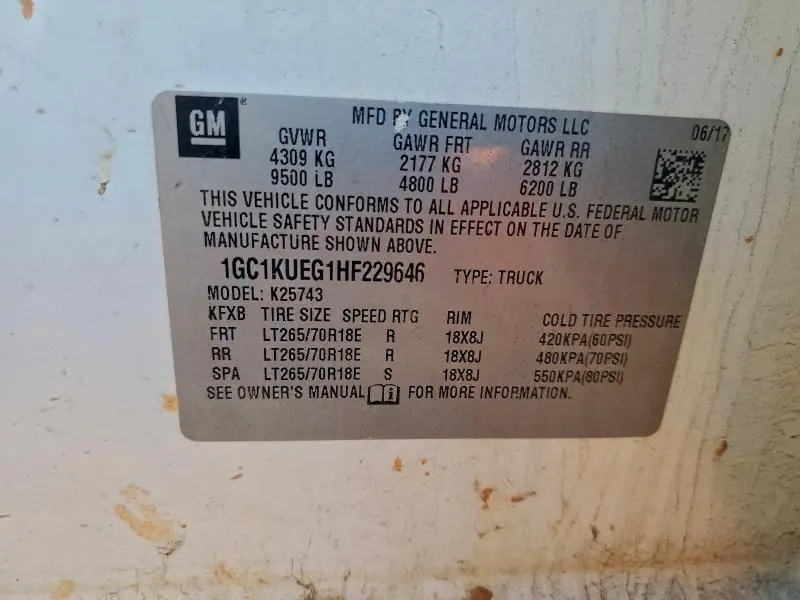 GM
MFD BY GENERAL MOTORS LLC 06/17
GVWR GAWR FRT GAWR RR
4309 KG 2177 KG 2812 KG
9500 LB 4800 LB 6200 LB
THIS VEHICLE CONFORMS TO ALL APPLICABLE U.S. FEDERAL MOTOR
VEHICLE SAFETY STANDARDS IN EFFECT ON THE DATE OF
MANUFACTURE SHOWN ABOVE.
1GC1KUEG1HF229646 TYPE: TRUCK
MODEL: K25743
KFXB TIRE SIZE SPEED RTG RIM COLD TIRE PRESSURE
FRT LT265/70R18E R 18X8J 420KPA(60PSI)
RR LT265/70R18E R 18X8J 480KPA(70PSI)
SPA LT265/70R18E S 18X8J 550KPA(80PSI)
SEE OWNER'S MANUAL FOR MORE INFORMATION.